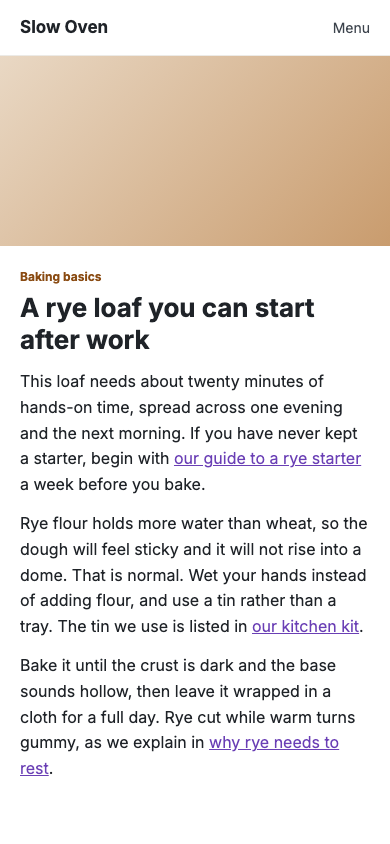 Slow Oven
Menu
Baking basics
A rye loaf you can start
after work
This loaf needs about twenty minutes of
hands-on time, spread across one evening
and the next morning. If you have never kept
a starter, begin with our guide to a rye starter
a week before you bake.
Rye flour holds more water than wheat, so the
dough will feel sticky and it will not rise into a
dome. That is normal. Wet your hands instead
of adding flour, and use a tin rather than a
tray. The tin we use is listed in our kitchen kit.
Bake it until the crust is dark and the base
sounds hollow, then leave it wrapped in a
cloth for a full day. Rye cut while warm turns
gummy, as we explain in why rye needs to
rest.